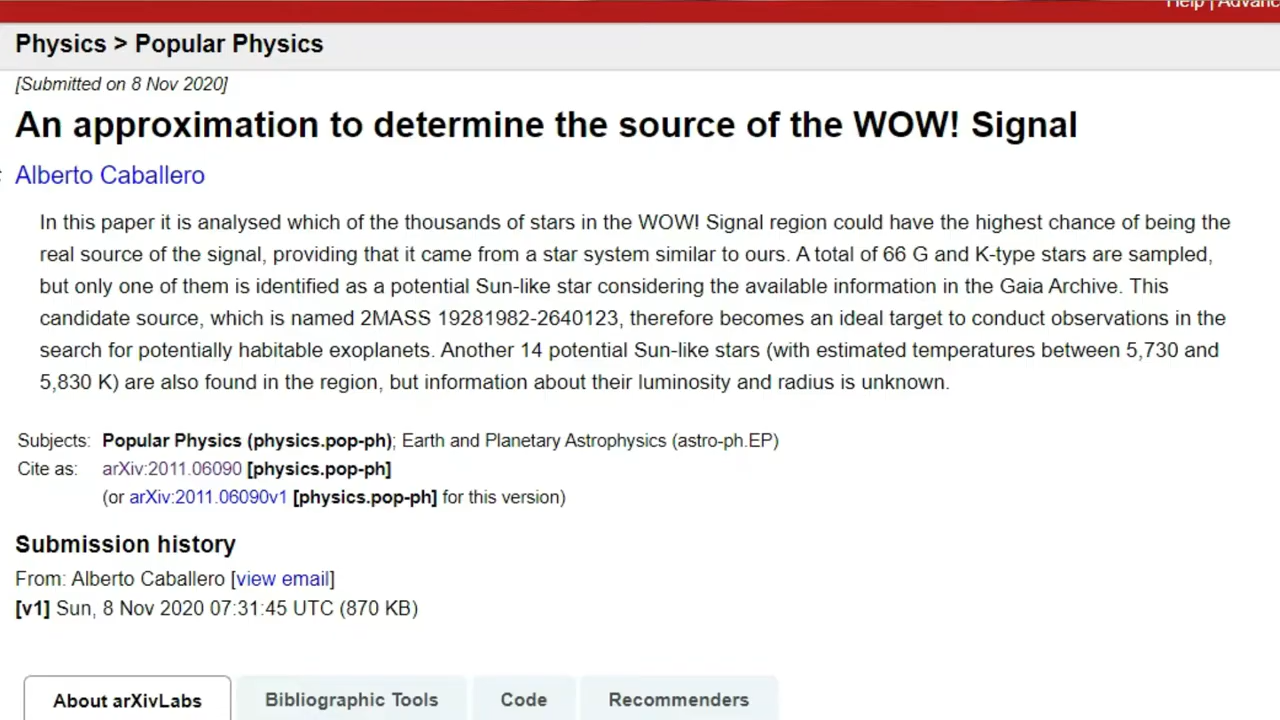 Help | Advanc
Physics > Popular Physics
[Submitted on 8 Nov 2020]
An approximation to determine the source of the WOW! Signal
Alberto Caballero
In this paper it is analysed which of the thousands of stars in the WOW! Signal region could have the highest chance of being the
real source of the signal, providing that it came from a star system similar to ours. A total of 66 G and K-type stars are sampled,
but only one of them is identified as a potential Sun-like star considering the available information in the Gaia Archive. This
candidate source, which is named 2MASS 19281982-2640123, therefore becomes an ideal target to conduct observations in the
search for potentially habitable exoplanets. Another 14 potential Sun-like stars (with estimated temperatures between 5,730 and
5,830 K) are also found in the region, but information about their luminosity and radius is unknown.
Subjects: Popular Physics (physics.pop-ph); Earth and Planetary Astrophysics (astro-ph.EP)
Cite as: arXiv:2011.06090 [physics.pop-ph]
(or arXiv:2011.06090v1 [physics.pop-ph] for this version)
Submission history
From: Alberto Caballero [view email]
[v1] Sun, 8 Nov 2020 07:31:45 UTC (870 KB)
About arXivLabs Bibliographic Tools Code Recommenders